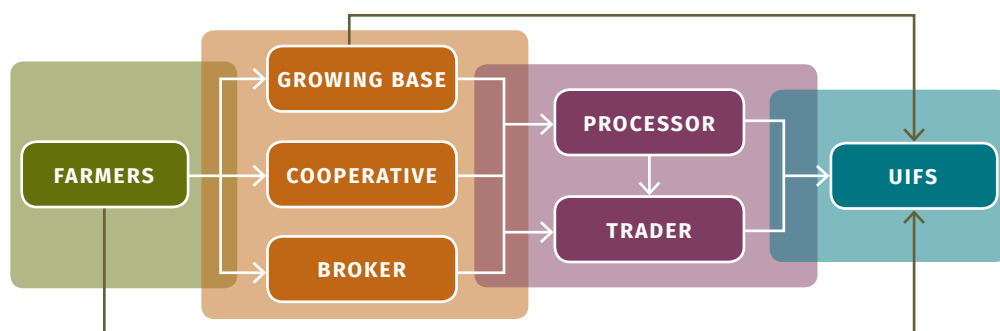 FARMERS
GROWING BASE
COOPERATIVE
BROKER
PROCESSOR
TRADER
UIFS